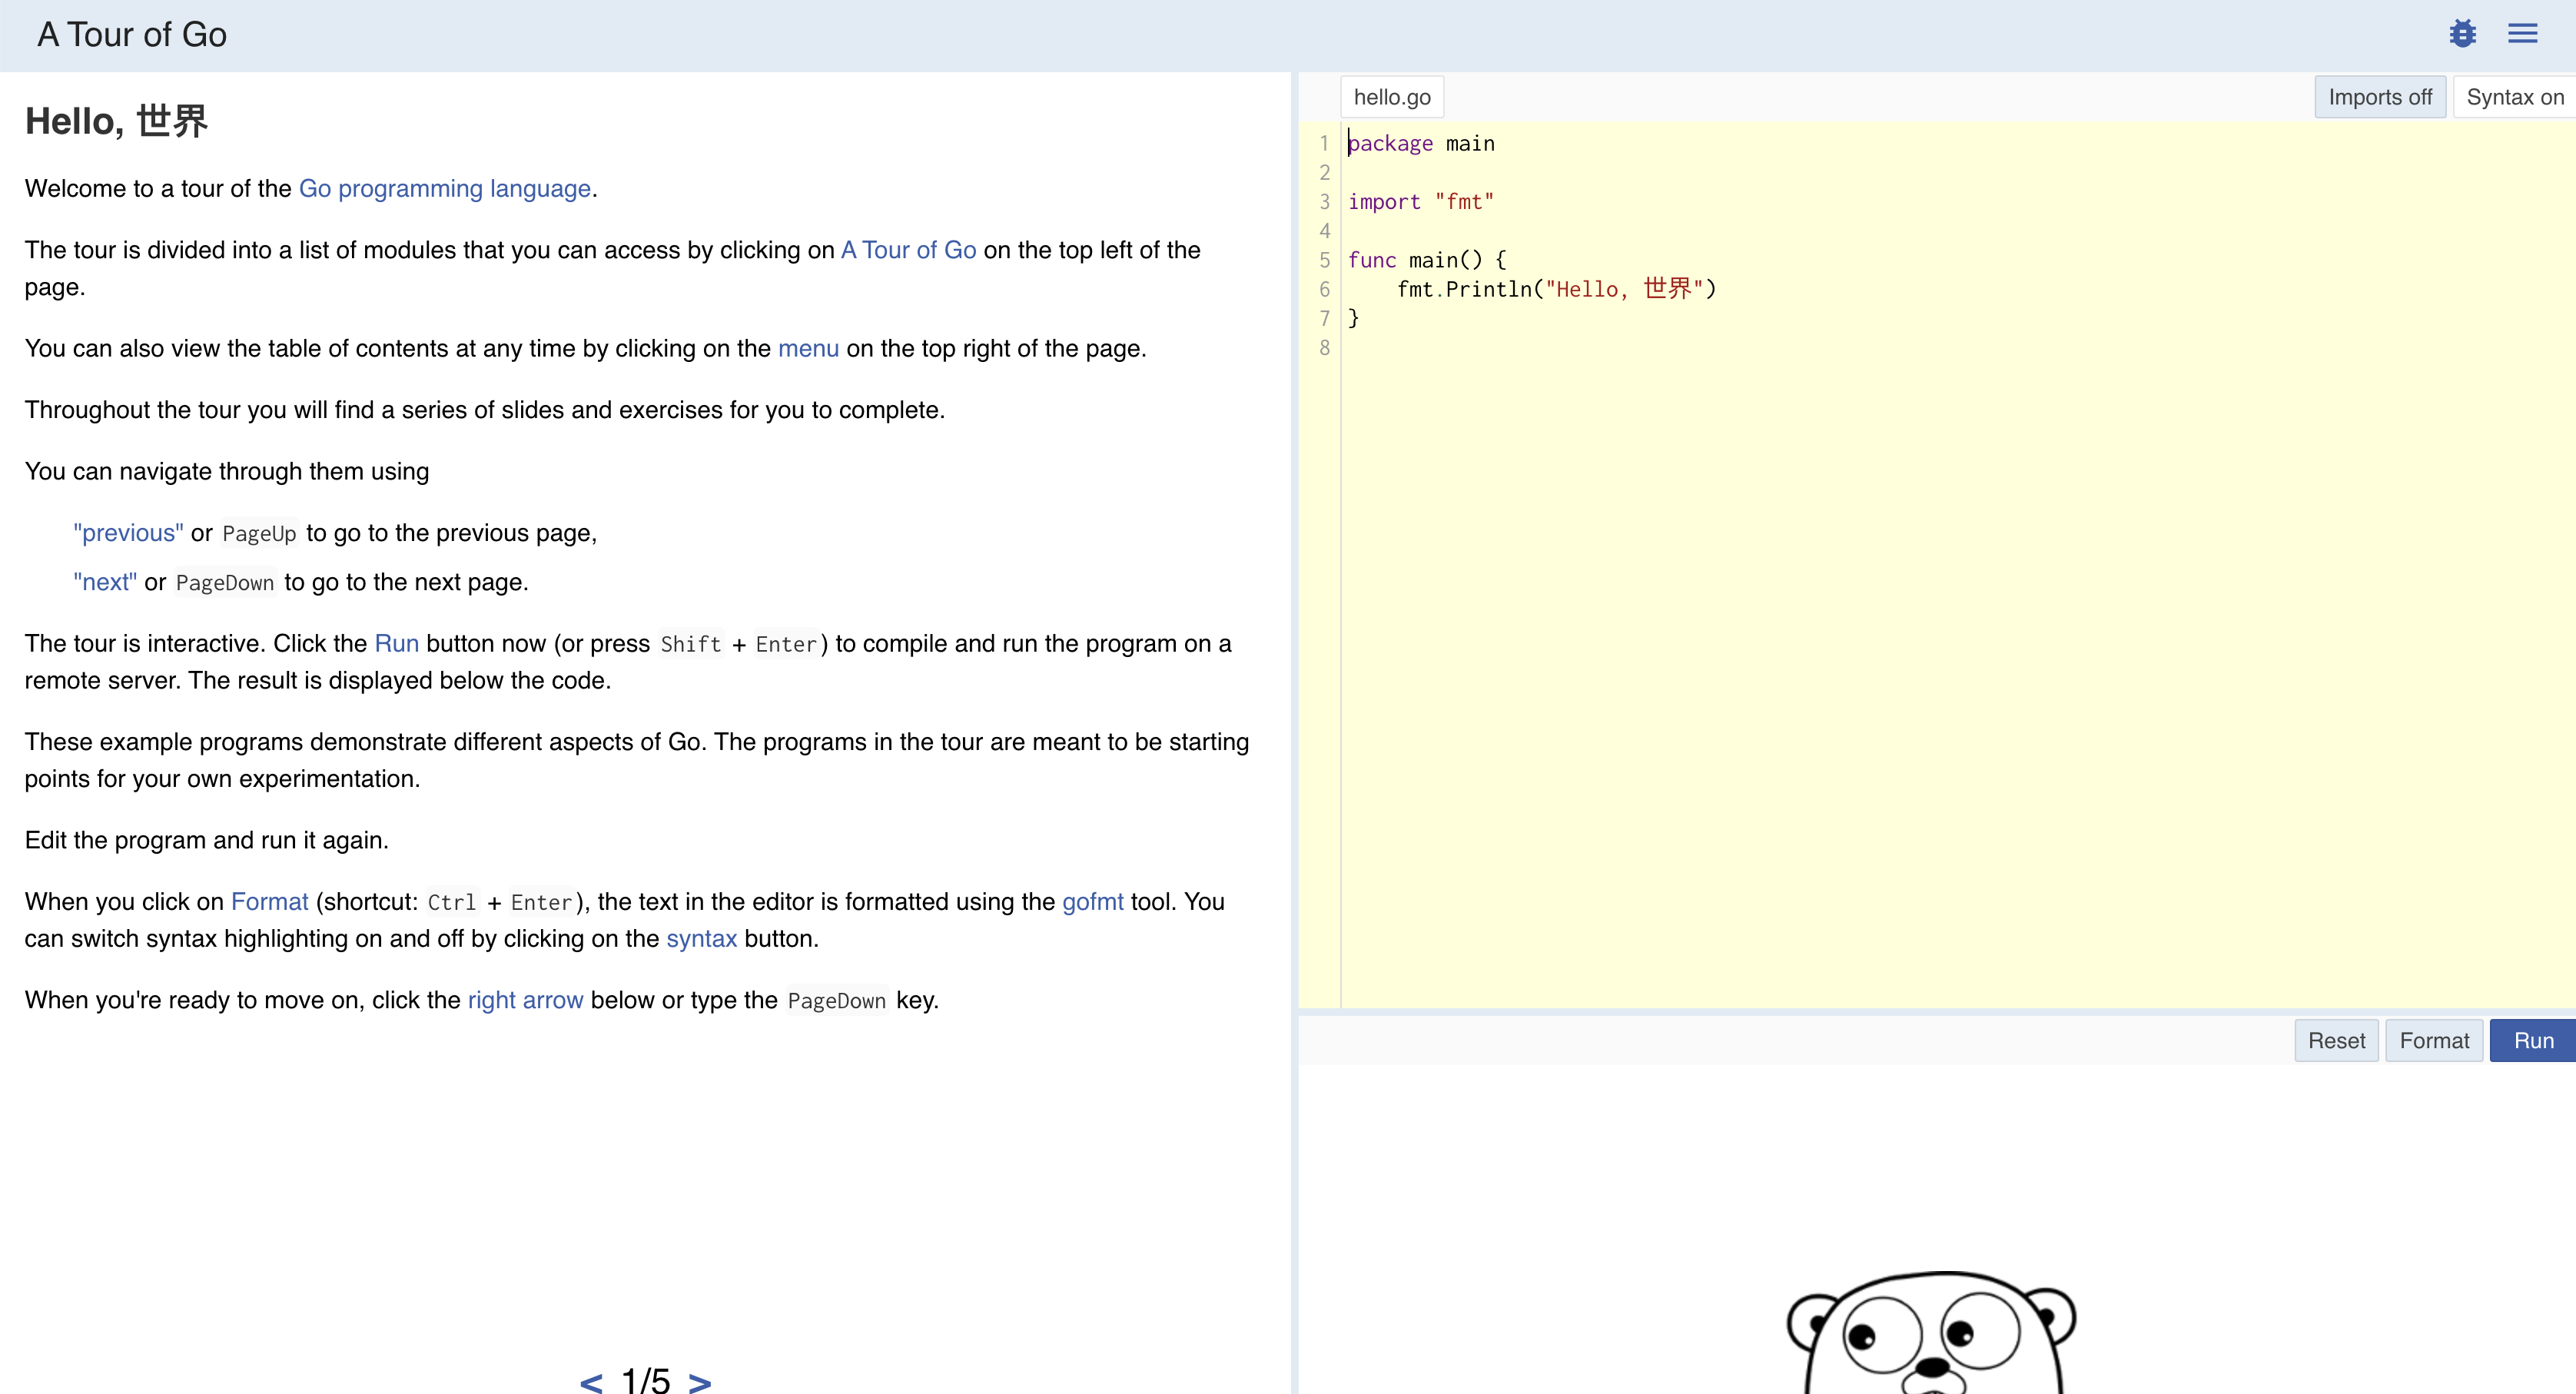 A Tour of Go
Hello, 世界
Welcome to a tour of the Go programming language.
The tour is divided into a list of modules that you can access by clicking on A Tour of Go on the top left of the
page.
You can also view the table of contents at any time by clicking on the menu on the top right of the page.
Throughout the tour you will find a series of slides and exercises for you to complete.
You can navigate through them using
"previous" or PageUp to go to the previous page,
"next" or PageDown to go to the next page.
The tour is interactive. Click the Run button now (or press Shift + Enter) to compile and run the program on a
remote server. The result is displayed below the code.
These example programs demonstrate different aspects of Go. The programs in the tour are meant to be starting
points for your own experimentation.
Edit the program and run it again.
When you click on Format (shortcut: Ctrl + Enter), the text in the editor is formatted using the gofmt tool. You
can switch syntax highlighting on and off by clicking on the syntax button.
When you're ready to move on, click the right arrow below or type the PageDown key.
< 1/5 >
hello.go
Imports off
Syntax on
1 package main
2
3 import "fmt"
4
5 func main() {
6     fmt.Println("Hello, 世界")
7 }
8
Reset
Format
Run